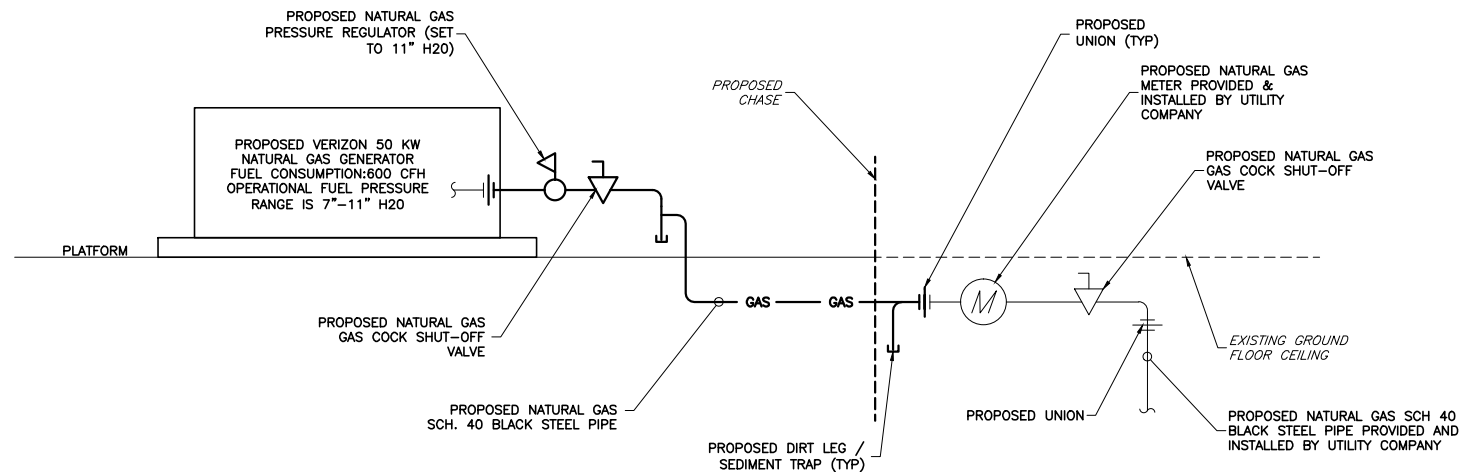 PROPOSED NATURAL GAS
PRESSURE REGULATOR (SET
TO 11" H20)
PROPOSED
UNION (TYP)
PROPOSED NATURAL GAS
METER PROVIDED &
INSTALLED BY UTILITY
COMPANY
PROPOSED
CHASE
PROPOSED VERIZON 50 KW
NATURAL GAS GENERATOR
FUEL CONSUMPTION:600 CFH
OPERATIONAL FUEL PRESSURE
RANGE IS 7"-11" H20
PROPOSED NATURAL GAS
GAS COCK SHUT-OFF
VALVE
PLATFORM
GAS
GAS
M
PROPOSED NATURAL GAS
GAS COCK SHUT-OFF
VALVE
EXISTING GROUND
FLOOR CEILING
PROPOSED NATURAL GAS
SCH. 40 BLACK STEEL PIPE
PROPOSED DIRT LEG /
SEDIMENT TRAP (TYP)
PROPOSED UNION
PROPOSED NATURAL GAS SCH 40
BLACK STEEL PIPE PROVIDED AND
INSTALLED BY UTILITY COMPANY